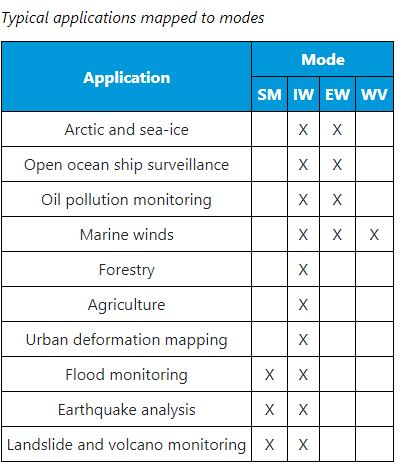 Typical applications mapped to modes
Application Mode
SM IW EW WV
Arctic and sea-ice X X
Open ocean ship surveillance X X
Oil pollution monitoring X X
Marine winds X X X
Forestry X
Agriculture X
Urban deformation mapping X
Flood monitoring X X
Earthquake analysis X X
Landslide and volcano monitoring X X